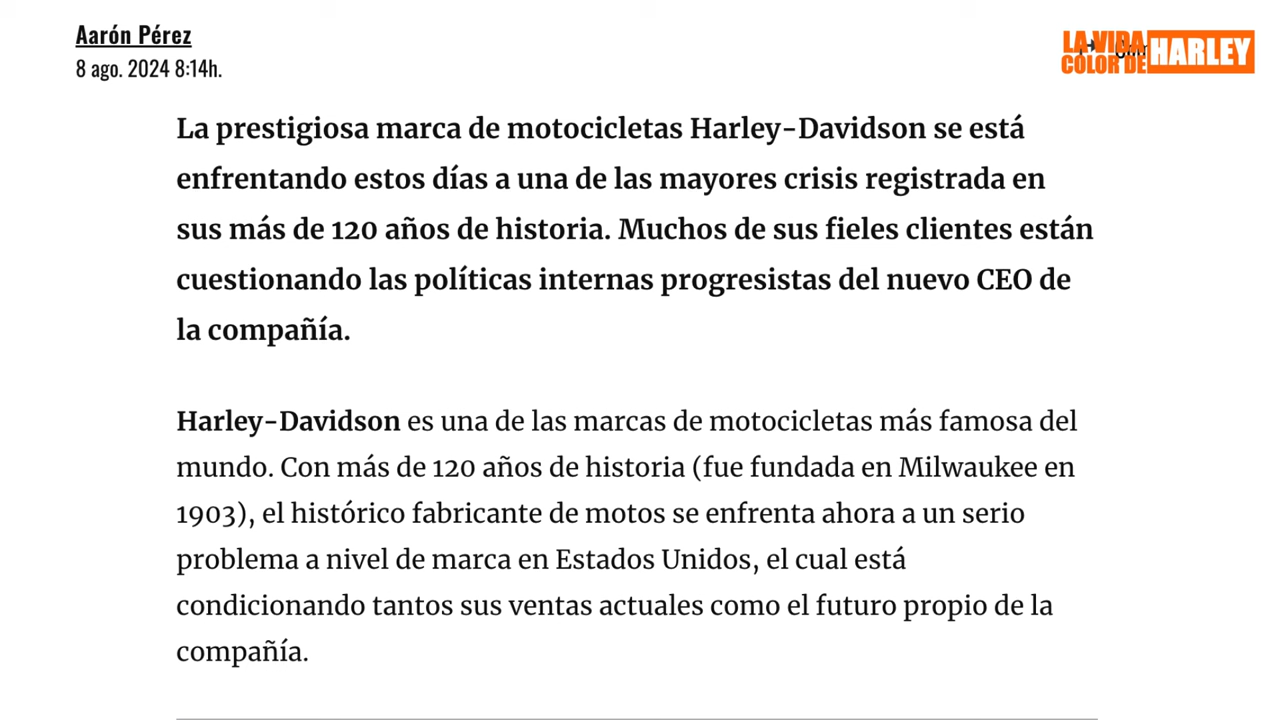 Aarón Pérez
8 ago. 2024 8:14h.
LA VIDA
COLOR DE
HARLEY
La prestigiosa marca de motocicletas Harley-Davidson se está
enfrentando estos días a una de las mayores crisis registrada en
sus más de 120 años de historia. Muchos de sus fieles clientes están
cuestionando las políticas internas progresistas del nuevo CEO de
la compañía.
Harley-Davidson es una de las marcas de motocicletas más famosa del
mundo. Con más de 120 años de historia (fue fundada en Milwaukee en
1903), el histórico fabricante de motos se enfrenta ahora a un serio
problema a nivel de marca en Estados Unidos, el cual está
condicionando tantos sus ventas actuales como el futuro propio de la
compañía.